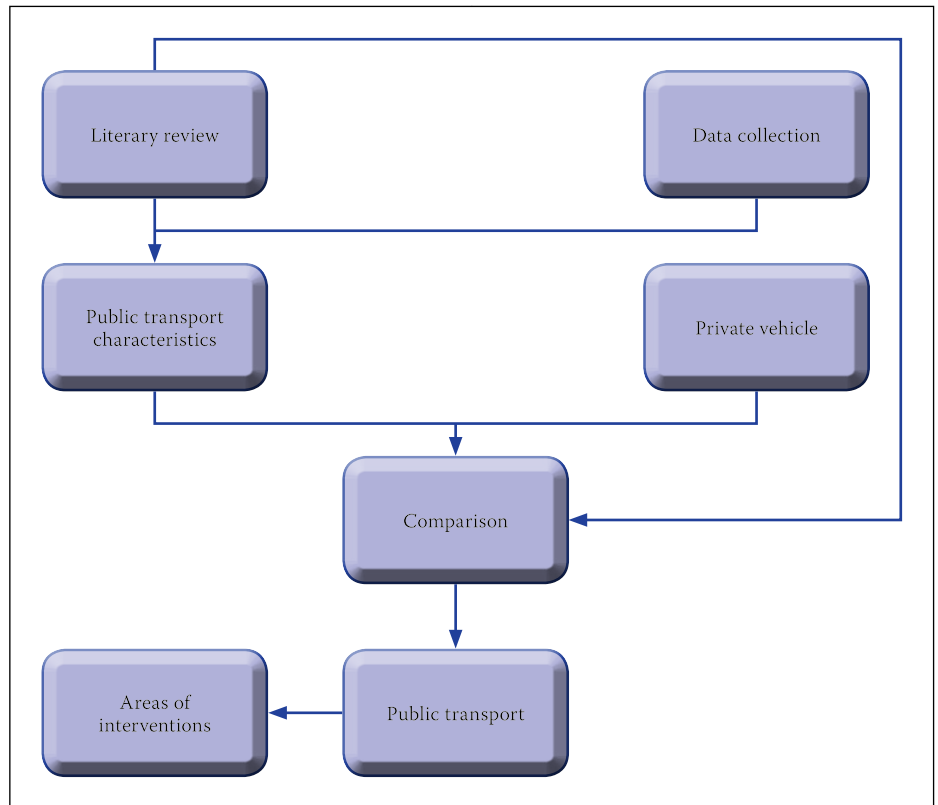 Literary review
Data collection
Public transport
characteristics
Private vehicle
Comparison
Areas of
interventions
Public transport